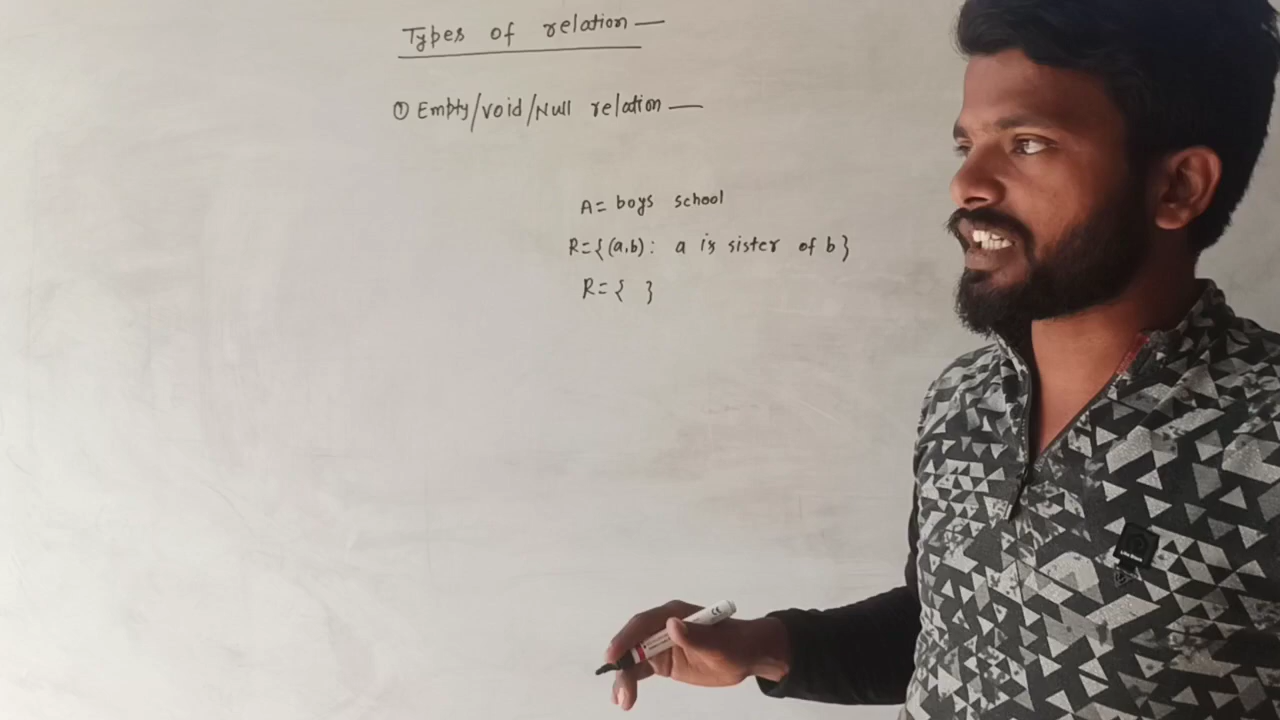 Types of relation —
① Empty/void/Null relation —
A= boys school
R={(a,b): a is sister of b}
R={ }